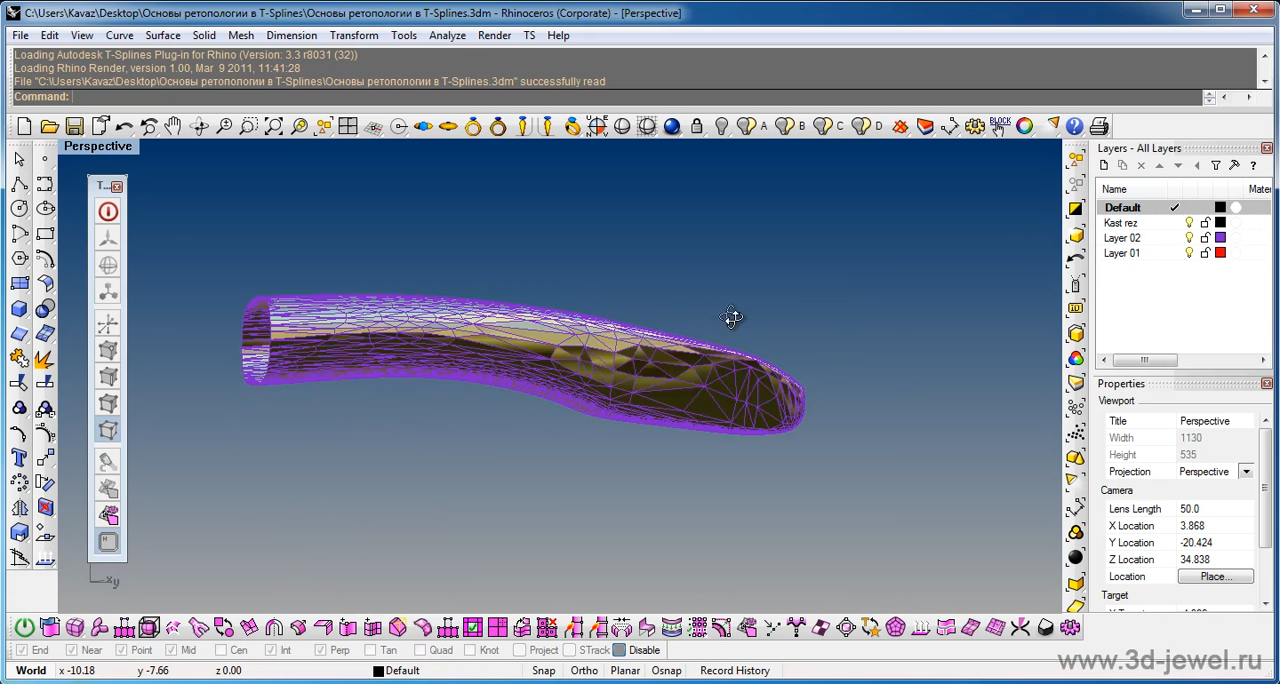 C:\Users\Kavaz\Desktop\Основы ретопологии в T-Splines\Основы ретопологии в T-Splines.3dm - Rhinoceros (Corporate) - [Perspective]
File Edit View Curve Surface Solid Mesh Dimension Transform Tools Analyze Render TS Help
Loading Autodesk T-Splines Plug-in for Rhino (Version: 3.3 r8031 (32))
Loading Rhino Render, version 1.00, Mar 9 2011, 11:41:28
File "C:\Users\Kavaz\Desktop\Основы ретопологии в T-Splines\Основы ретопологии в T-Splines.3dm" successfully read
Command:
A B C D BLOCK
Perspective
T...
Layers - All Layers
Name Mater
Default
Kast rez
Layer 02
Layer 01
Properties
Viewport
Title Perspective
Width 1130
Height 535
Projection Perspective
Camera
Lens Length 50.0
X Location 3.868
Y Location -20.424
Z Location 34.838
Location Place...
Target
xy
End Near Point Mid Cen Int Perp Tan Quad Knot Project STrack Disable
World x -10.18 y -7.66 z 0.00 Default Snap Ortho Planar Osnap Record History
www.3d-jewel.ru